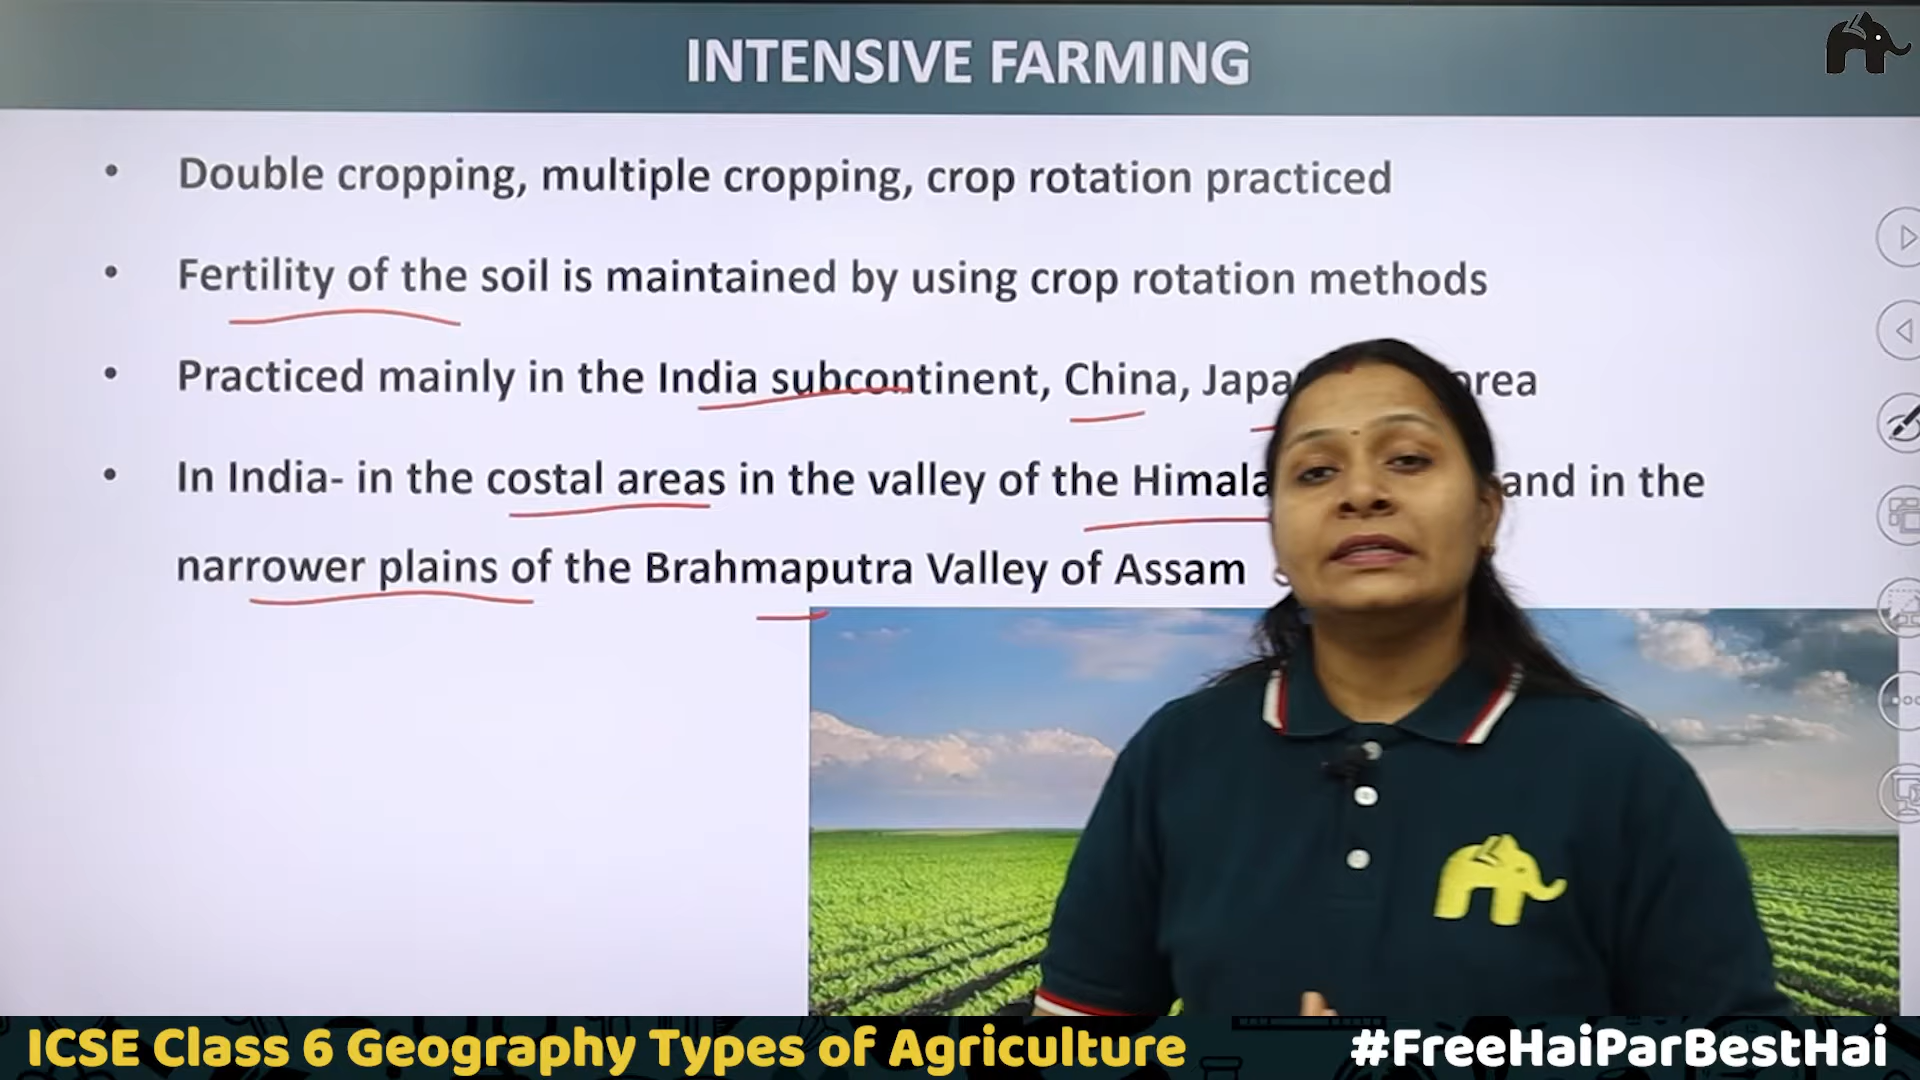 INTENSIVE FARMING
• Double cropping, multiple cropping, crop rotation practiced
• Fertility of the soil is maintained by using crop rotation methods
• Practiced mainly in the India subcontinent, China,
• In India- in the costal areas in the valley of the and in the
narrower plains of the Brahmaputra Valley of Assam
ICSE Class 6 Geography Types of Agriculture
#FreeHaiParBestHai